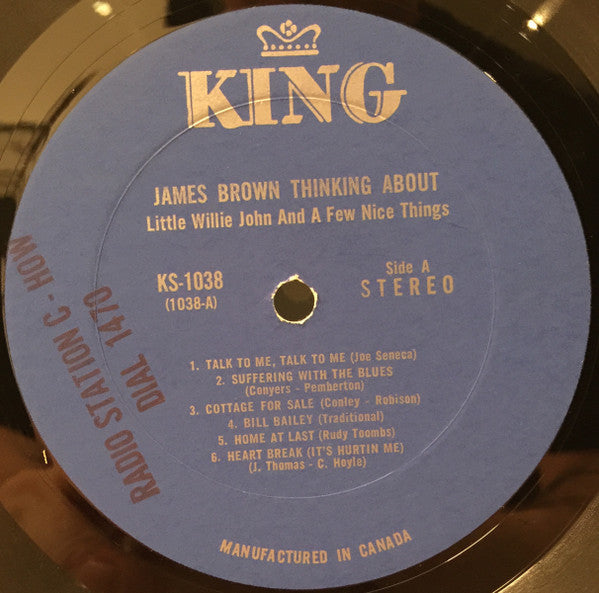 KING
JAMES BROWN THINKING ABOUT
Little Willie John And A Few Nice Things
KS-1038
(1038-A)
Side A
STEREO
1. TALK TO ME, TALK TO ME (Joe Seneca)
2. SUFFERING WITH THE BLUES
(Conyers - Pemberton)
3. COTTAGE FOR SALE (Conley - Robison)
4. BILL BAILEY (Traditional)
5. HOME AT LAST (Rudy Toombs)
6. HEART BREAK (IT'S HURTIN ME)
(J. Thomas - C. Hoyle)
MANUFACTURED IN CANADA
RADIO STATION C-HOW
DIAL 1470